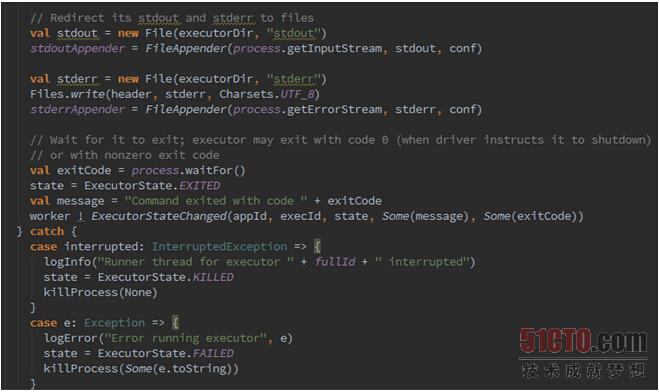 // Redirect its stdout and stderr to files
val stdout = new File(executorDir, "stdout")
stdoutAppender = FileAppender(process.getInputStream, stdout, conf)
val stderr = new File(executorDir, "stderr")
Files.write(header, stderr, Charsets.UTF_8)
stderrAppender = FileAppender(process.getErrorStream, stderr, conf)
// Wait for it to exit; executor may exit with code 0 (when driver instructs it to shutdown)
// or with nonzero exit code
val exitCode = process.waitFor()
state = ExecutorState.EXITED
val message = "Command exited with code " + exitCode
worker ! ExecutorStateChanged(appId, execId, state, Some(message), Some(exitCode))
} catch {
case interrupted: InterruptedException => {
logInfo("Runner thread for executor " + fullId + " interrupted")
state = ExecutorState.KILLED
killProcess(None)
}
case e: Exception => {
logError("Error running executor", e)
state = ExecutorState.FAILED
killProcess(Some(e.toString))
}
51CTO.com
技术成就梦想